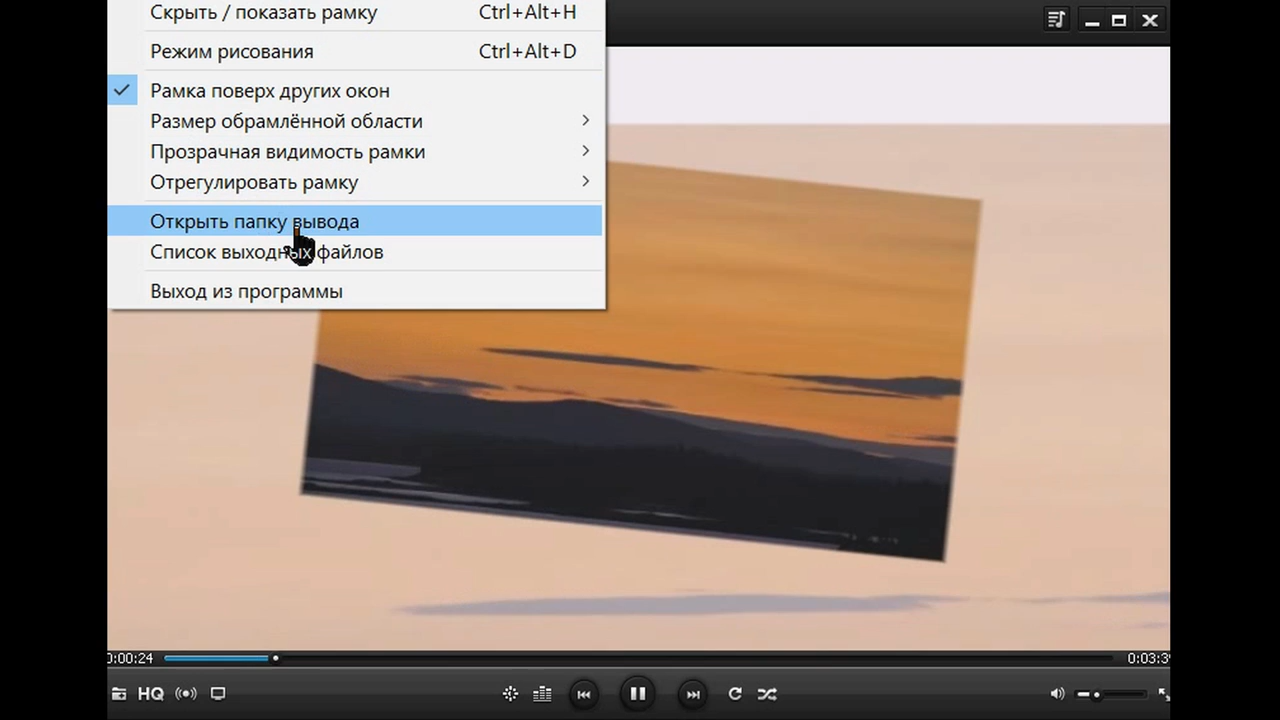 Скрыть / показать рамку Ctrl+Alt+H
Режим рисования Ctrl+Alt+D
Рамка поверх других окон
Размер обрамлённой области
Прозрачная видимость рамки
Отрегулировать рамку
Открыть папку вывода
Список выходных файлов
Выход из программы
0:00:24
0:03:39
HQ